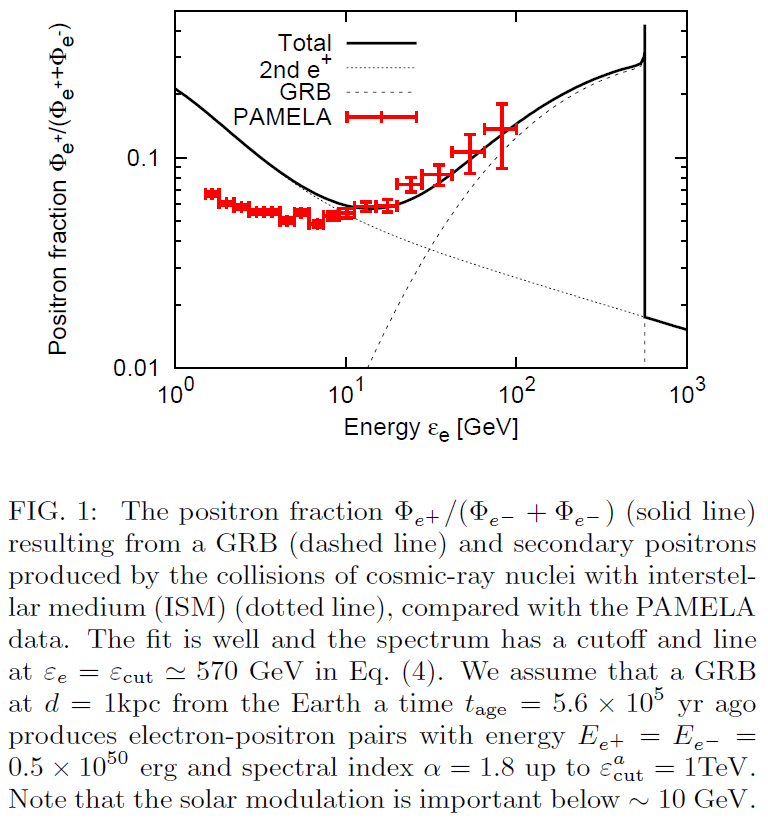 Total
2nd e+
GRB
PAMELA
Positron fraction Φe+/(Φe++Φe-)
0.1
0.01
10^0
10^1
10^2
10^3
Energy εe [GeV]
FIG. 1: The positron fraction Φe+/(Φe− + Φe−) (solid line)
resulting from a GRB (dashed line) and secondary positrons
produced by the collisions of cosmic-ray nuclei with interstel-
lar medium (ISM) (dotted line), compared with the PAMELA
data. The fit is well and the spectrum has a cutoff and line
at εe = εcut ≃ 570 GeV in Eq. (4). We assume that a GRB
at d = 1kpc from the Earth a time tage = 5.6 × 10^5 yr ago
produces electron-positron pairs with energy Ee+ = Ee− =
0.5 × 10^50 erg and spectral index α = 1.8 up to ε^a_cut = 1TeV.
Note that the solar modulation is important below ∼ 10 GeV.